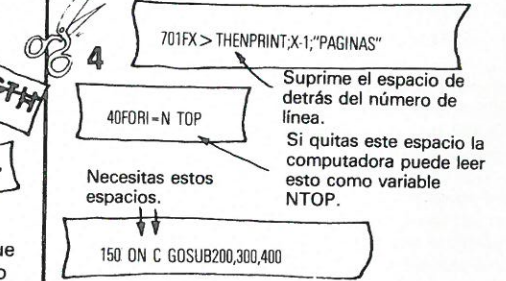 4
701FX> THENPRINT;X-1;"PAGINAS"
Suprime el espacio de
detrás del número de
línea.
40FORI=N TOP
Si quitas este espacio la
computadora puede leer
esto como variable
NTOP.
Necesitas estos
espacios.
150 ON C GOSUB200,300,400